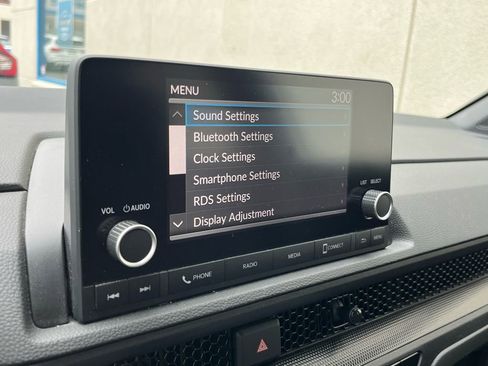 MENU
3:00
Sound Settings
Bluetooth Settings
Clock Settings
Smartphone Settings
RDS Settings
Display Adjustment
VOL AUDIO
LIST SELECT
PHONE
RADIO
MEDIA
CONNECT
MENU